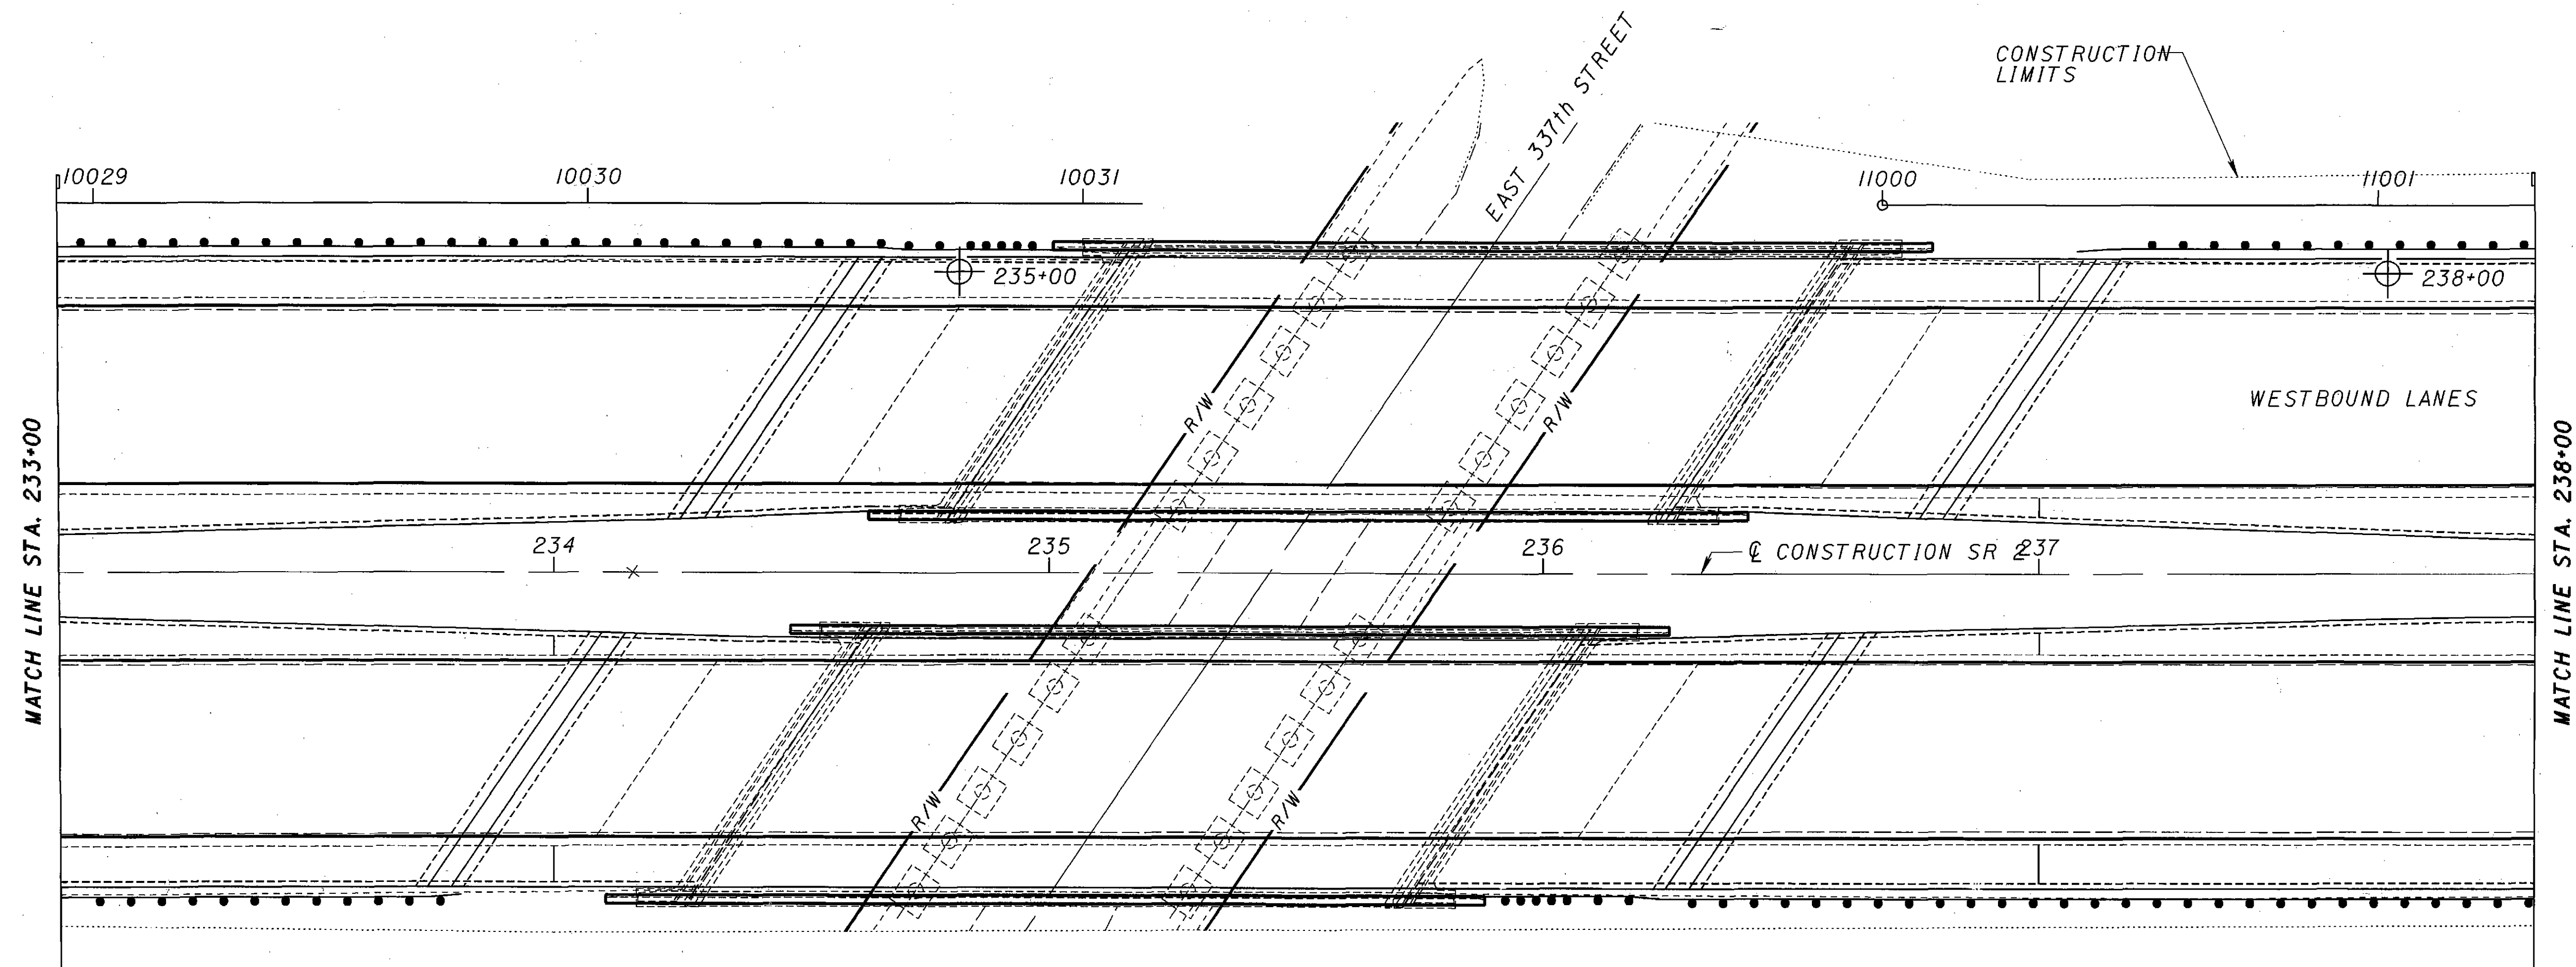 EAST 337th STREET
CONSTRUCTION
LIMITS
10029
10030
10031
11000
11001
235+00
238+00
R/W
R/W
WESTBOUND LANES
MATCH LINE STA. 233+00
MATCH LINE STA. 238+00
234
235
236
℄ CONSTRUCTION SR 2
237
R/W
R/W